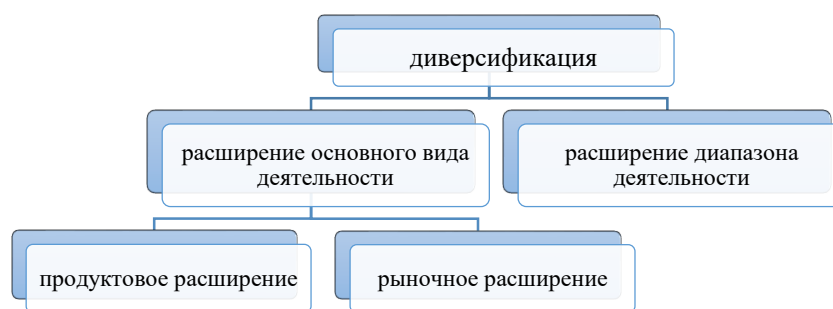 диверсификация
расширение основного вида
деятельности
расширение диапазона
деятельности
продуктовое расширение
рыночное расширение